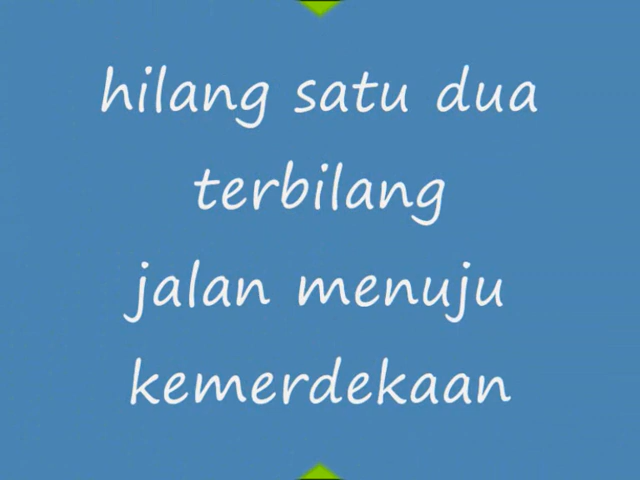 hilang satu dua
terbilang
jalan menuju
kemerdekaan